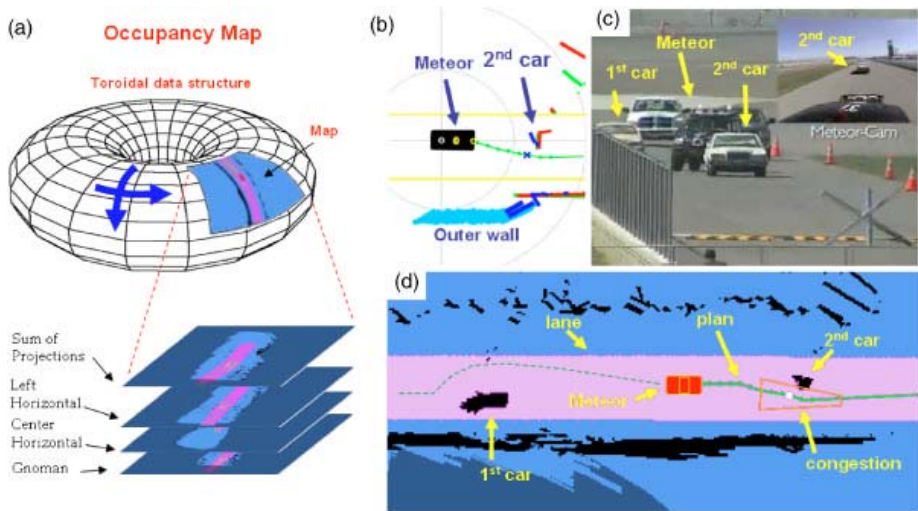 (a)
Occupancy Map
Toroidal data structure
Map
Sum of
Projections
Left
Horizontal
Center
Horizontal
Gnoman
(b)
Meteor
2nd car
Outer wall
(c)
Meteor
1st car
2nd car
2nd car
Meteor-Cam
(d)
lane
plan
2nd car
Meteor
1st car
congestion